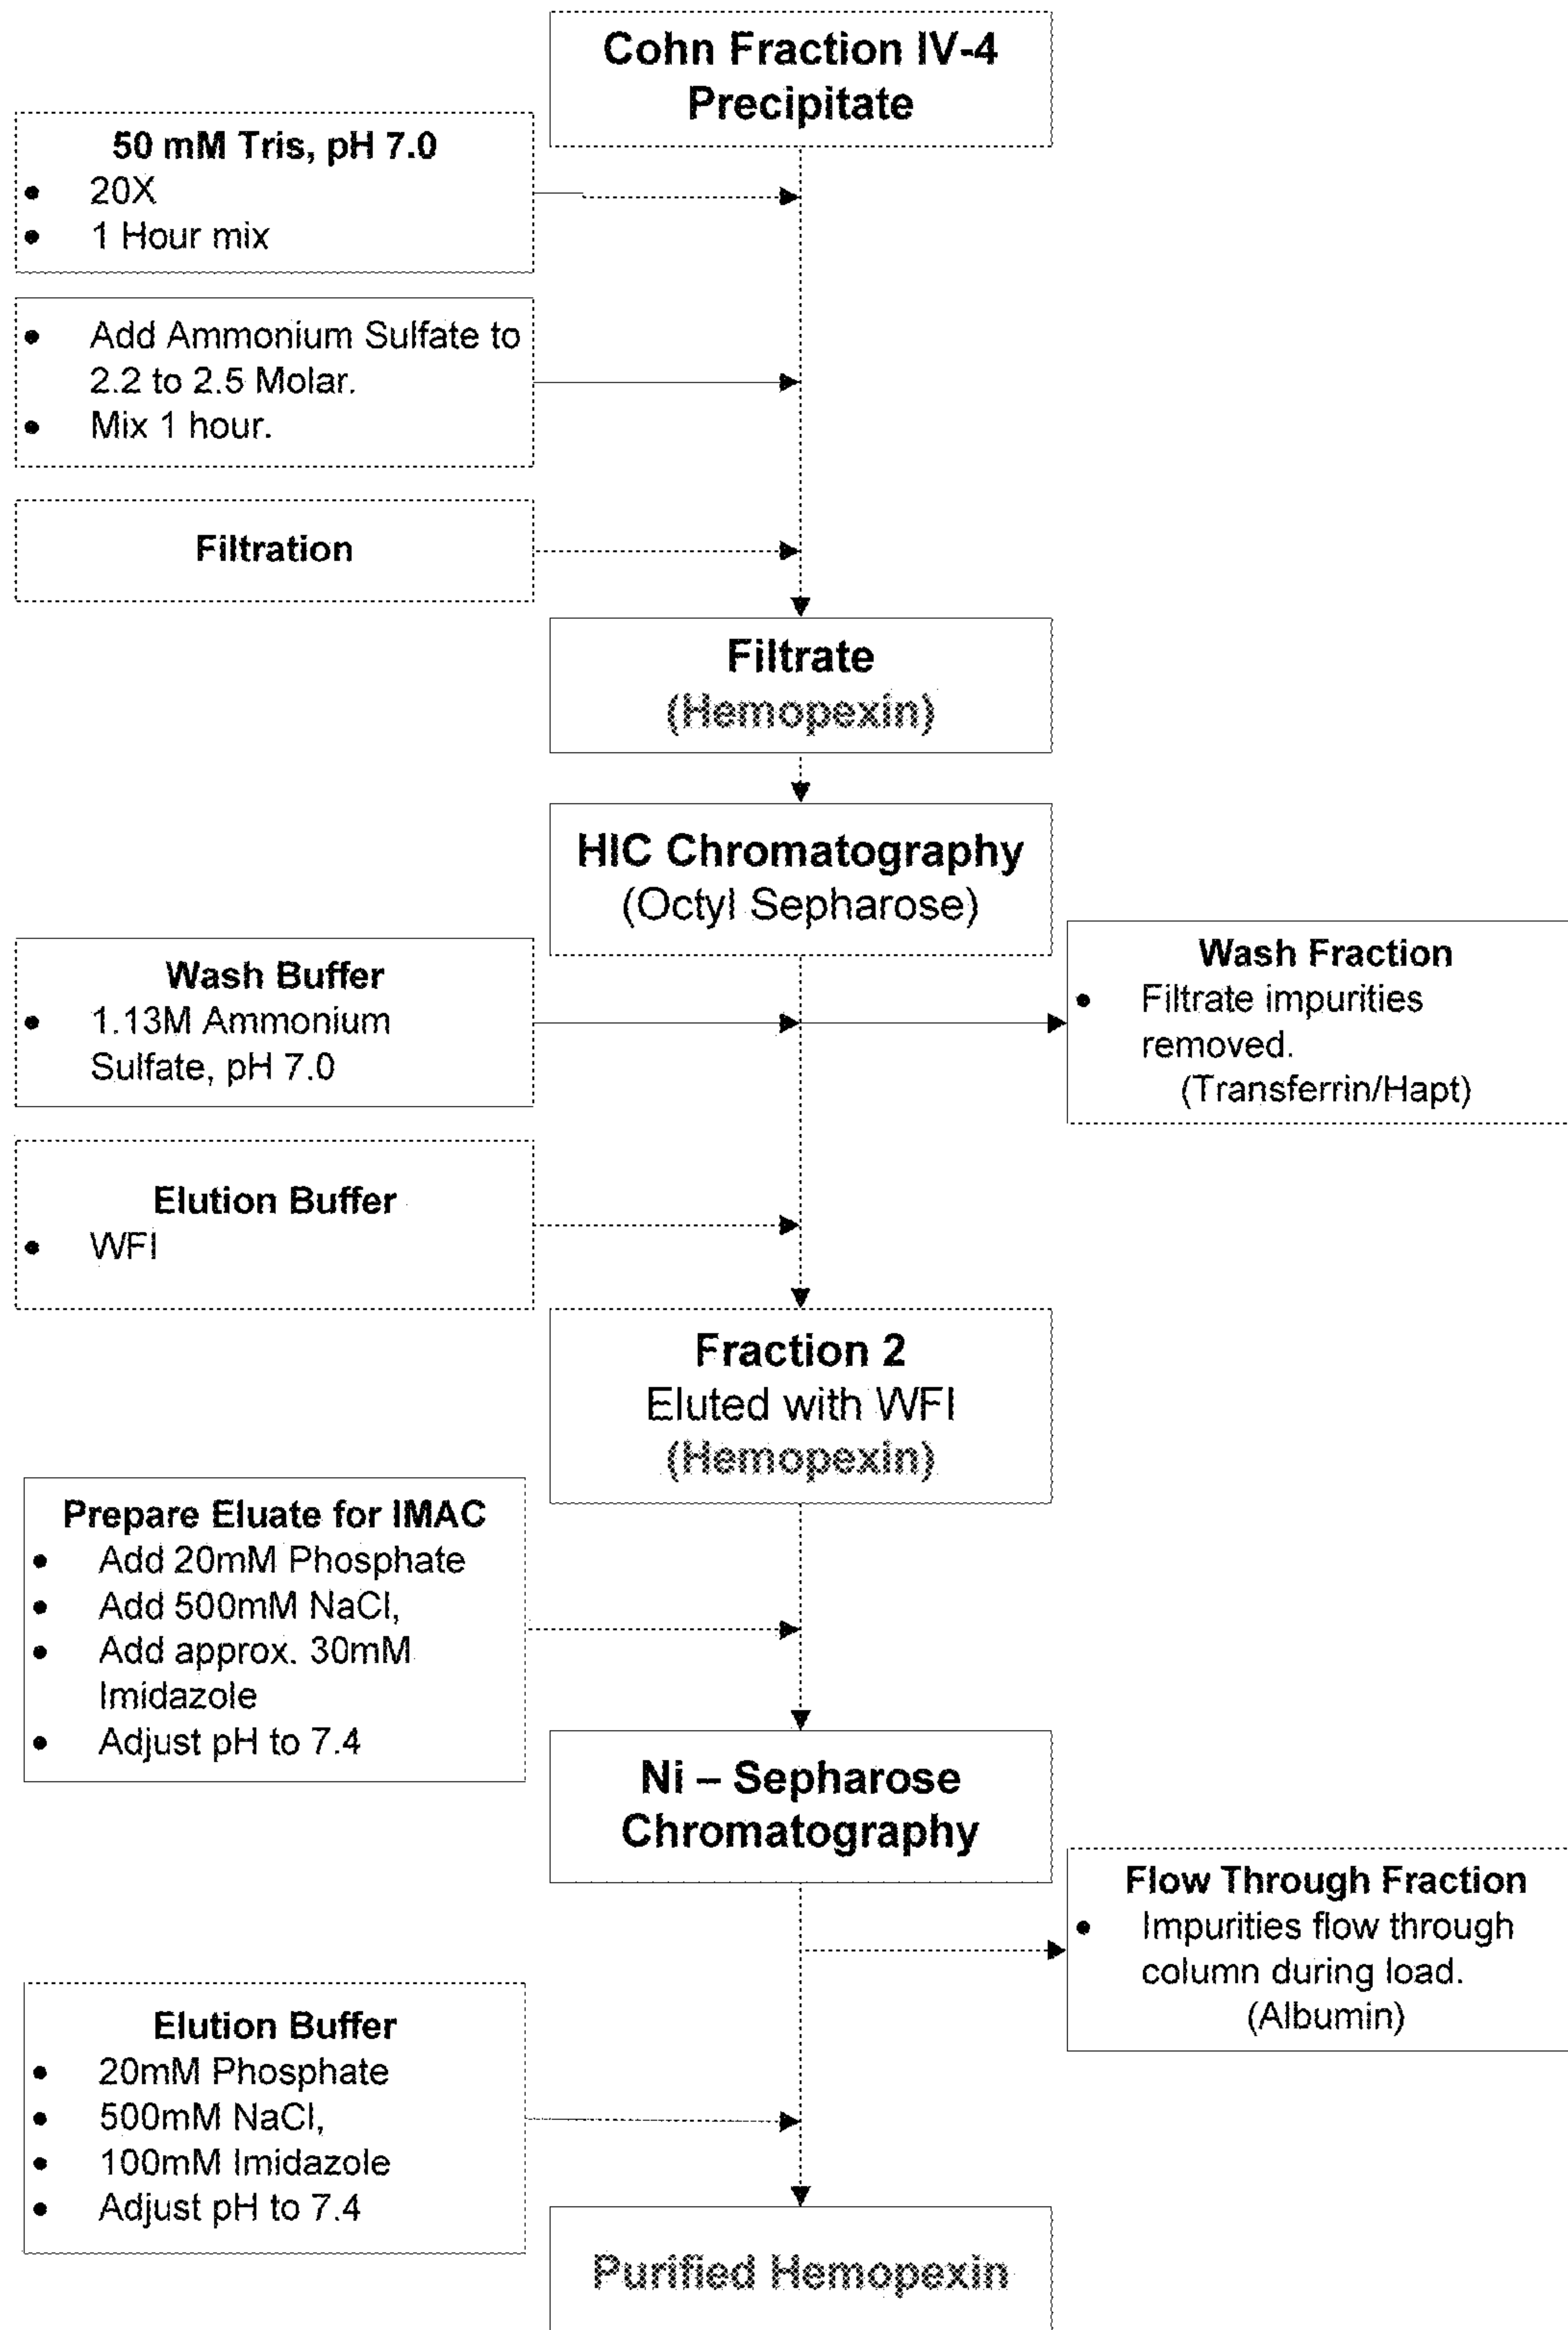 Cohn Fraction IV-4
Precipitate
50 mM Tris, pH 7.0
• 20X
• 1 Hour mix
• Add Ammonium Sulfate to
2.2 to 2.5 Molar.
• Mix 1 hour.
Filtration
Filtrate
(Hemopexin)
HIC Chromatography
(Octyl Sepharose)
Wash Buffer
• 1.13M Ammonium
Sulfate, pH 7.0
Wash Fraction
• Filtrate impurities
removed.
(Transferrin/Hapt)
Elution Buffer
• WFI
Fraction 2
Eluted with WFI
(Hemopexin)
Prepare Eluate for IMAC
• Add 20mM Phosphate
• Add 500mM NaCl,
• Add approx. 30mM
Imidazole
• Adjust pH to 7.4
Ni – Sepharose
Chromatography
Flow Through Fraction
• Impurities flow through
column during load.
(Albumin)
Elution Buffer
• 20mM Phosphate
• 500mM NaCl,
• 100mM Imidazole
• Adjust pH to 7.4
Purified Hemopexin